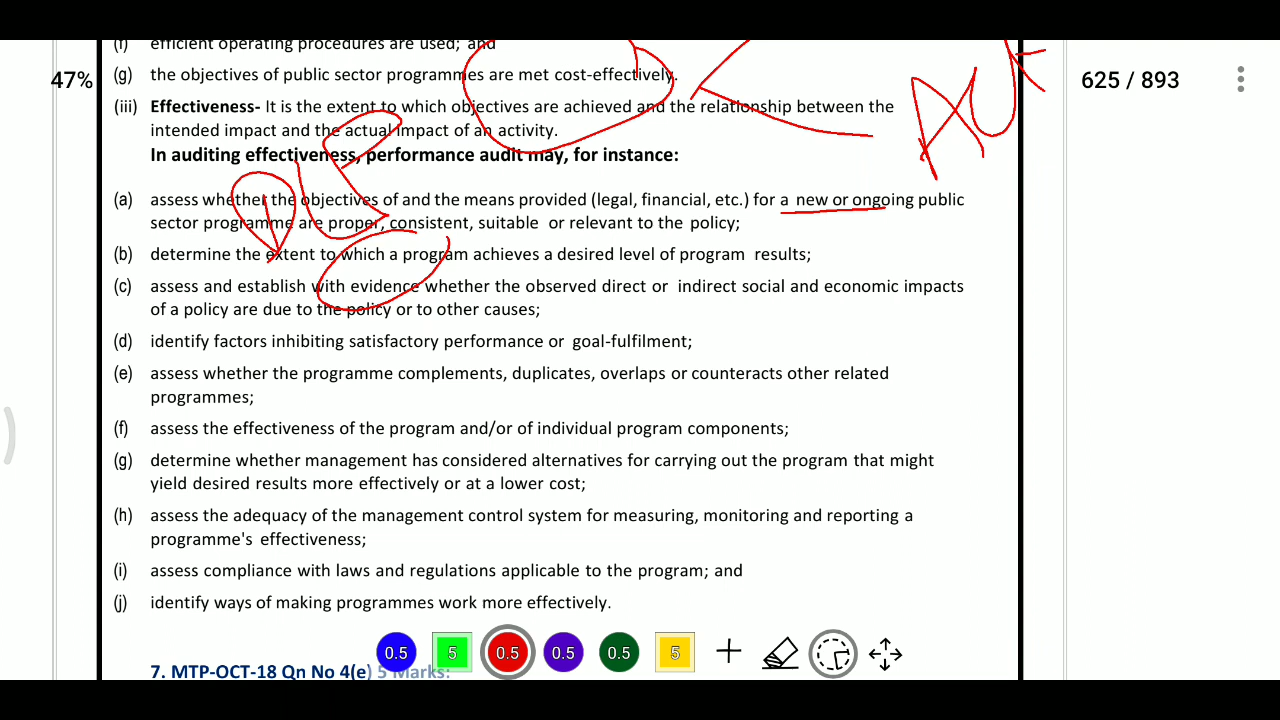 (f) efficient operating procedures are used; and
47%
(g) the objectives of public sector programmes are met cost-effectively.
625 / 893
(iii) Effectiveness- It is the extent to which objectives are achieved and the relationship between the
intended impact and the actual impact of an activity.
In auditing effectiveness, performance audit may, for instance:
(a) assess whether the objectives of and the means provided (legal, financial, etc.) for a new or ongoing public
sector programme are proper, consistent, suitable or relevant to the policy;
(b) determine the extent to which a program achieves a desired level of program results;
(c) assess and establish with evidence whether the observed direct or indirect social and economic impacts
of a policy are due to the policy or to other causes;
(d) identify factors inhibiting satisfactory performance or goal-fulfilment;
(e) assess whether the programme complements, duplicates, overlaps or counteracts other related
programmes;
(f) assess the effectiveness of the program and/or of individual program components;
(g) determine whether management has considered alternatives for carrying out the program that might
yield desired results more effectively or at a lower cost;
(h) assess the adequacy of the management control system for measuring, monitoring and reporting a
programme's effectiveness;
(i) assess compliance with laws and regulations applicable to the program; and
(j) identify ways of making programmes work more effectively.
0.5 5 0.5 0.5 0.5 5
7. MTP-OCT-18 Qn No 4(e) 5 Marks: